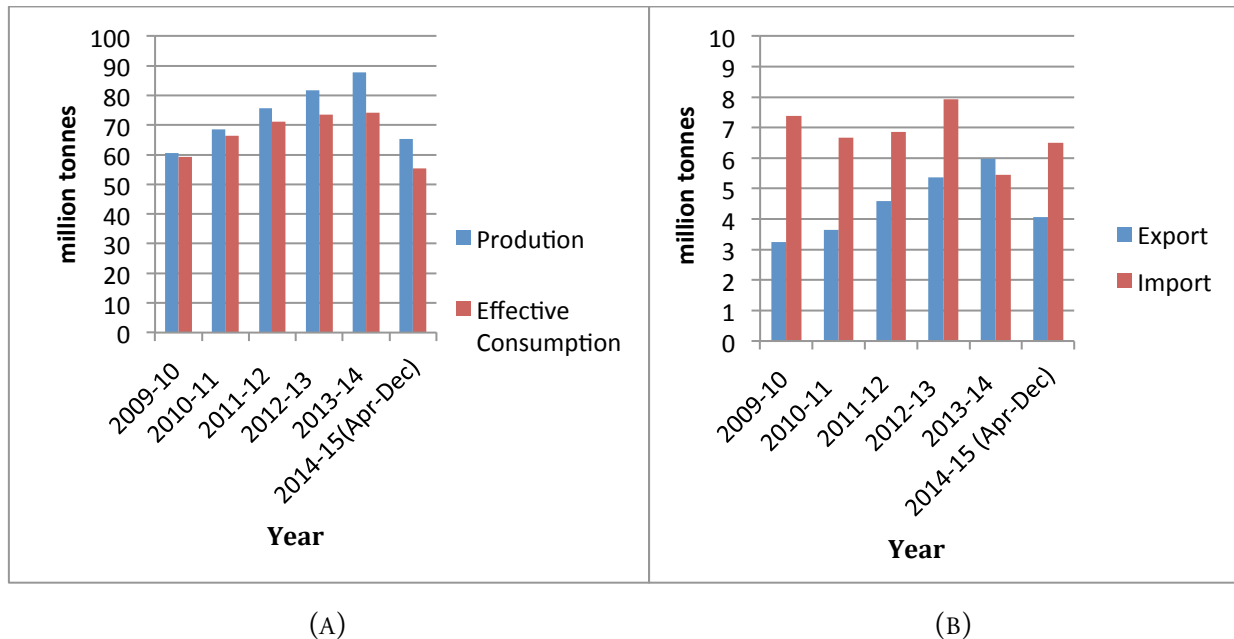 100
90
80
70
60
50
40
30
20
10
0
million tonnes
2009-10
2010-11
2011-12
2012-13
2013-14
2014-15(Apr-Dec)
Year
Prodution
Effective
Consumption
10
9
8
7
6
5
4
3
2
1
0
million tonnes
2009-10
2010-11
2011-12
2012-13
2013-14
2014-15 (Apr-Dec)
Year
Export
Import
(A)
(B)